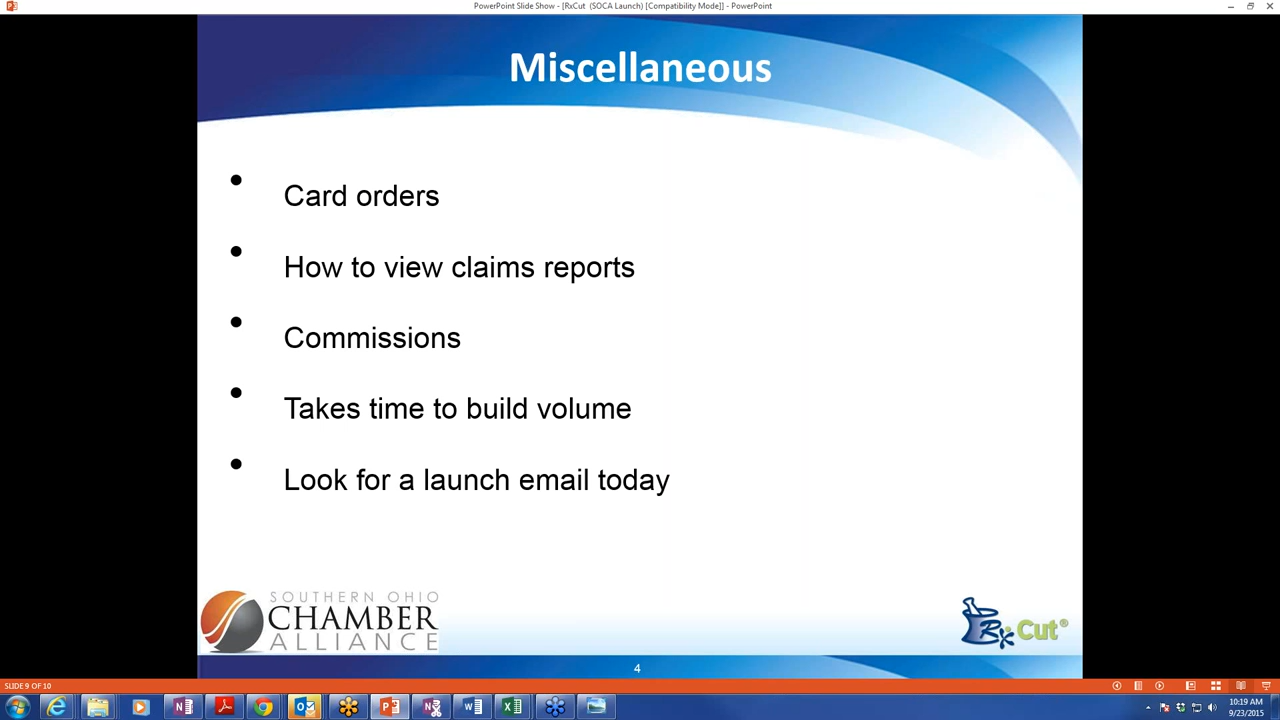 PowerPoint Slide Show - [RxCut  (SOCA Launch) [Compatibility Mode]] - PowerPoint
Miscellaneous
• Card orders
• How to view claims reports
• Commissions
• Takes time to build volume
• Look for a launch email today
SOUTHERN OHIO
CHAMBER
ALLIANCE
Rx Cut®
4
SLIDE 9 OF 10
10:19 AM
9/23/2015